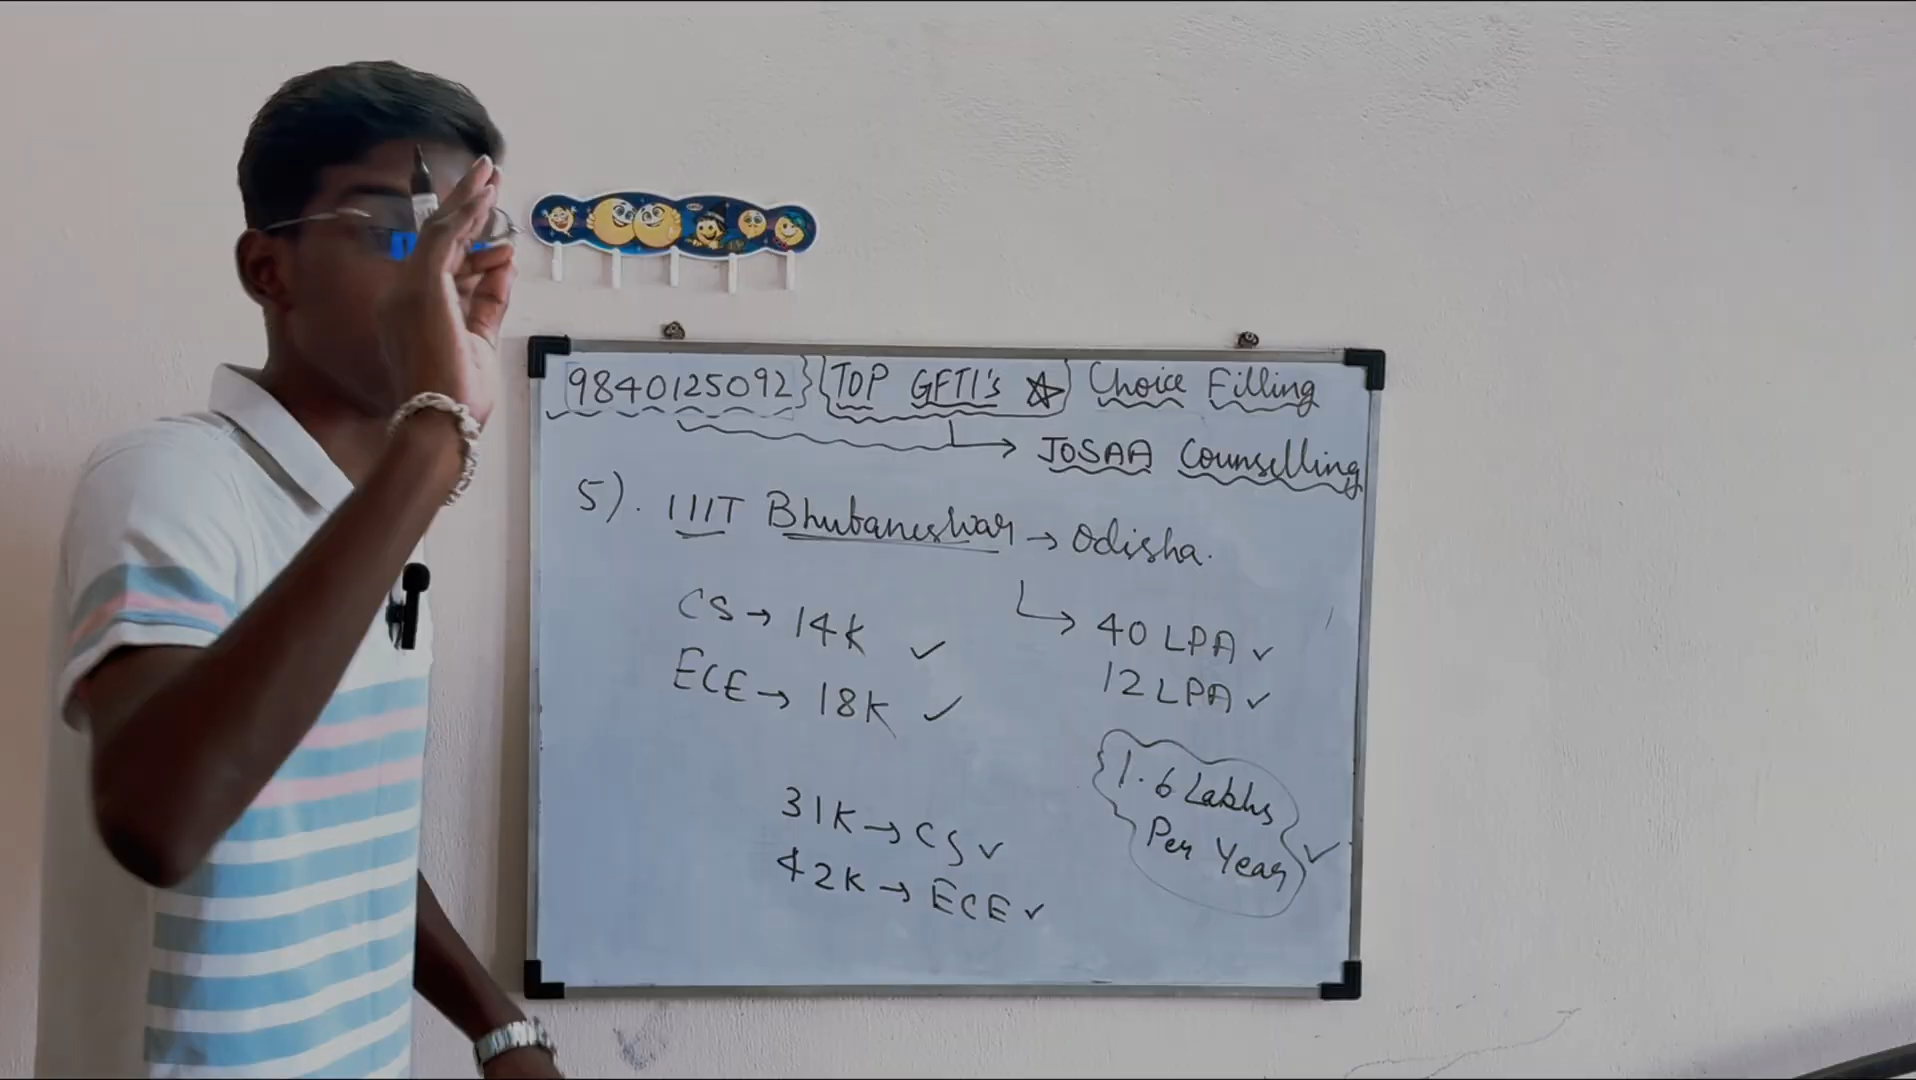 9840125092 TOP GFTI's Choice Filling
JOSAA Counselling
5). IIIT Bhubaneswar → Odisha.
CS → 14K ✓
→ 40 LPA ✓
ECE → 18K ✓
12 LPA ✓
1.6 Lakhs
Per Year ✓
31K → CS ✓
42K → ECE ✓